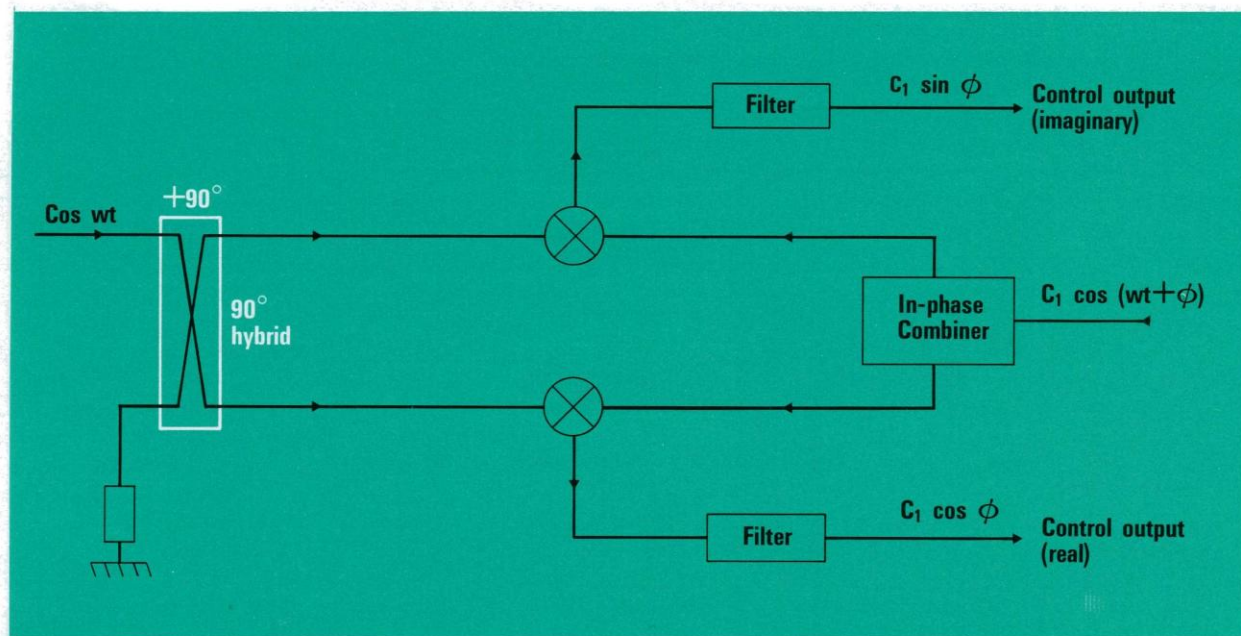 C₁ sin ϕ
Filter
Control output
(imaginary)
+90°
Cos wt
90°
hybrid
In-phase
Combiner
C₁ cos (wt+ϕ)
C₁ cos ϕ
Filter
Control output
(real)